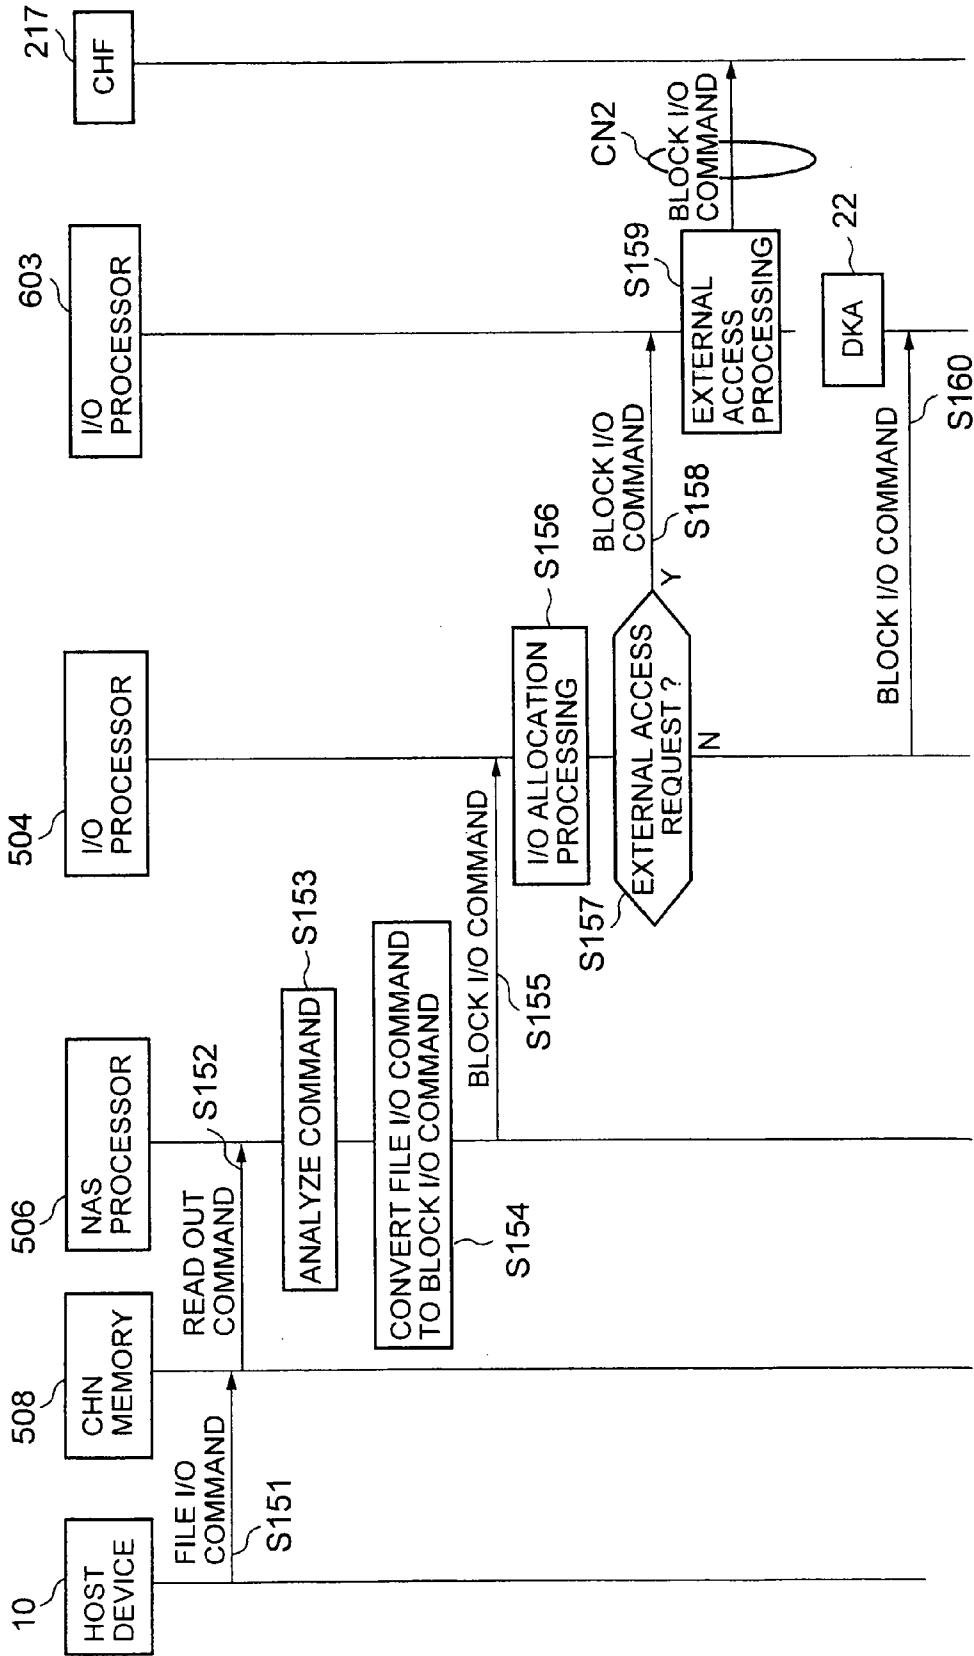 10
HOST
DEVICE
508
CHN
MEMORY
506
NAS
PROCESSOR
504
I/O
PROCESSOR
603
I/O
PROCESSOR
217
CHF
FILE I/O
COMMAND
S151
READ OUT
COMMAND
S152
ANALYZE COMMAND
S153
CONVERT FILE I/O COMMAND
TO BLOCK I/O COMMAND
S154
BLOCK I/O COMMAND
S155
I/O ALLOCATION
PROCESSING
S156
EXTERNAL ACCESS
REQUEST ?
S157
Y
N
BLOCK I/O
COMMAND
S158
EXTERNAL
ACCESS
PROCESSING
S159
BLOCK I/O
COMMAND
CN2
DKA
22
BLOCK I/O COMMAND
S160